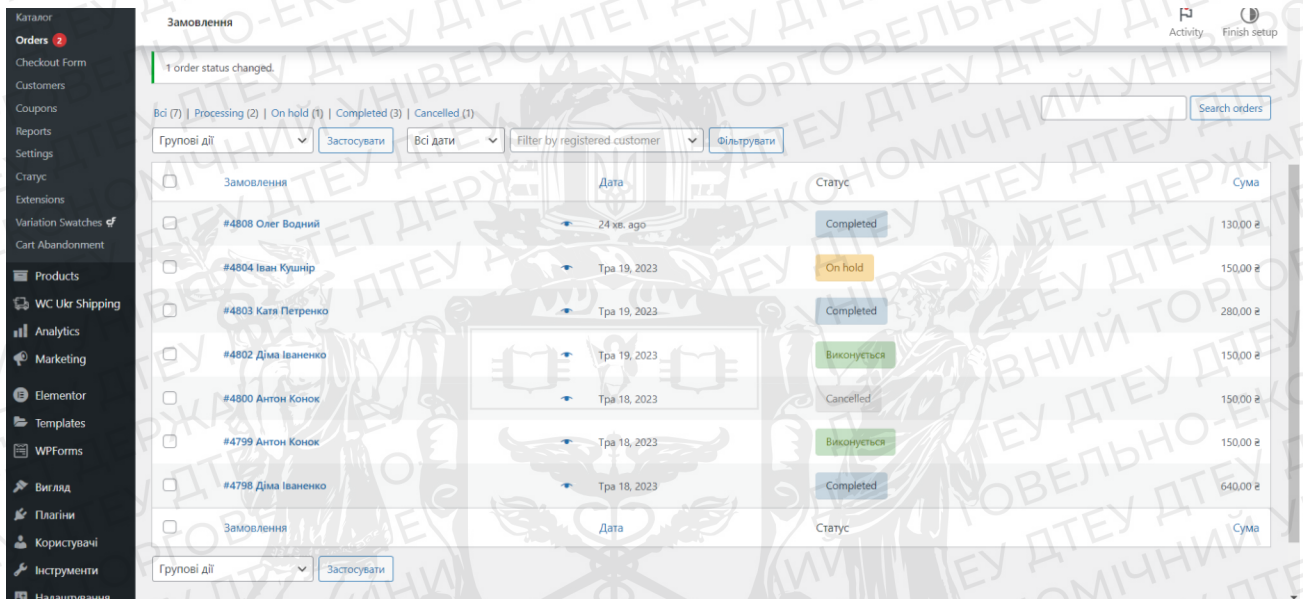 Каталог
Orders 2
Checkout Form
Customers
Coupons
Reports
Settings
Статус
Extensions
Variation Swatches
Cart Abandonment
Products
WC Ukr Shipping
Analytics
Marketing
Elementor
Templates
WPForms
Вигляд
Плагіни
Користувачі
Інструменти
Налаштування
Замовлення
Activity
Finish setup
1 order status changed.
Всі (7) | Processing (2) | On hold (1) | Completed (3) | Cancelled (1)
Search orders
Групові дії Застосувати Всі дати Filter by registered customer Фільтрувати
Замовлення Дата Статус Сума
#4808 Олег Водний 24 хв. ago Completed 130,00 ₴
#4804 Іван Кушнір Тра 19, 2023 On hold 150,00 ₴
#4803 Катя Петренко Тра 19, 2023 Completed 280,00 ₴
#4802 Діма Іваненко Тра 19, 2023 Виконується 150,00 ₴
#4800 Антон Конок Тра 18, 2023 Cancelled 150,00 ₴
#4799 Антон Конок Тра 18, 2023 Виконується 150,00 ₴
#4798 Діма Іваненко Тра 18, 2023 Completed 640,00 ₴
Замовлення Дата Статус Сума
Групові дії Застосувати